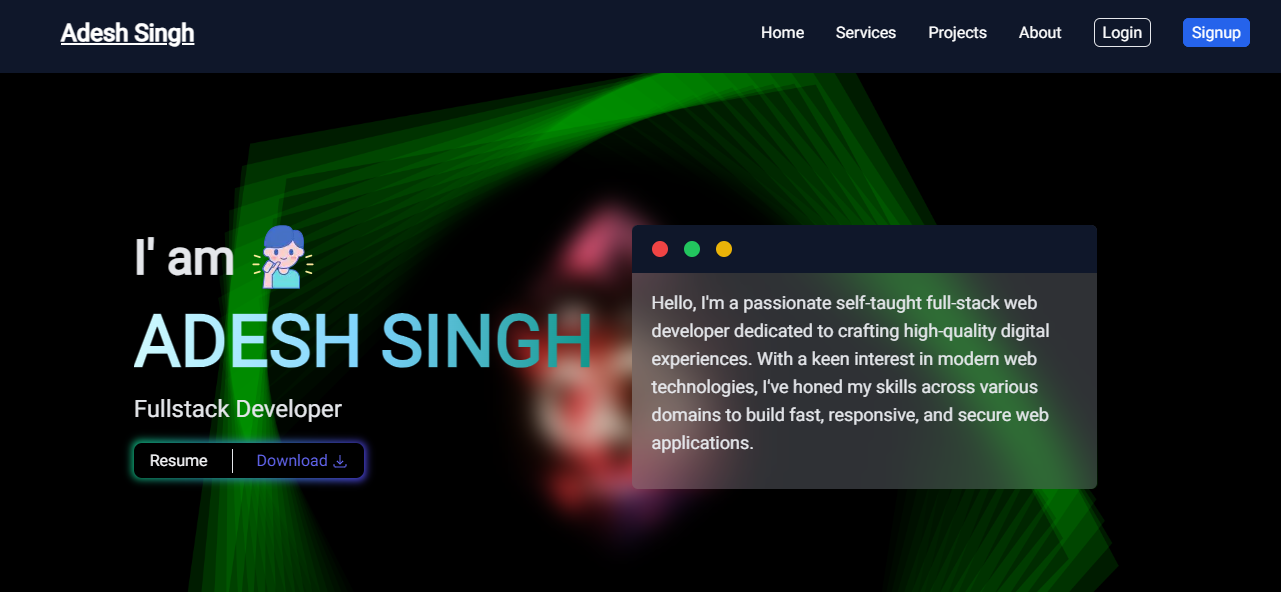 Adesh Singh
Home Services Projects About Login Signup
I' am
ADESH SINGH
Fullstack Developer
Resume Download
Hello, I'm a passionate self-taught full-stack web
developer dedicated to crafting high-quality digital
experiences. With a keen interest in modern web
technologies, I've honed my skills across various
domains to build fast, responsive, and secure web
applications.